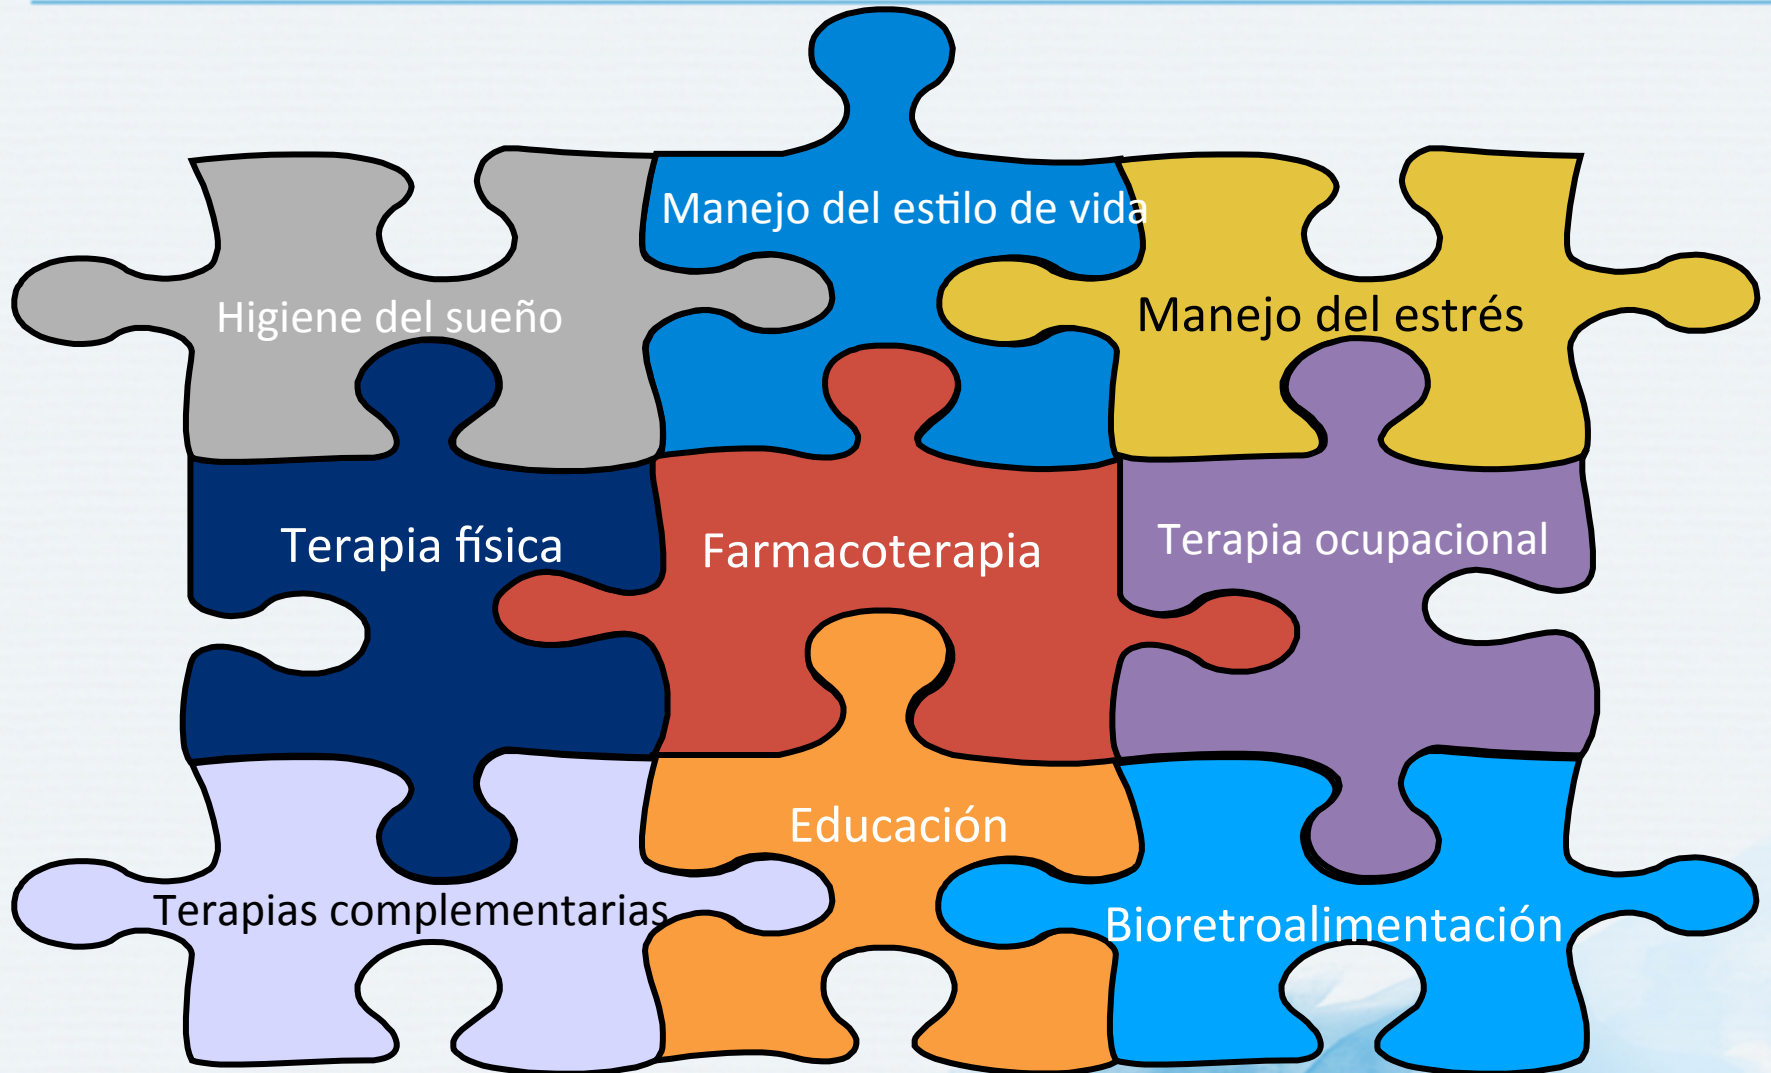 Manejo del estilo de vida
Higiene del sueño
Manejo del estrés
Terapia física
Farmacoterapia
Terapia ocupacional
Educación
Terapias complementarias
Bioretroalimentación